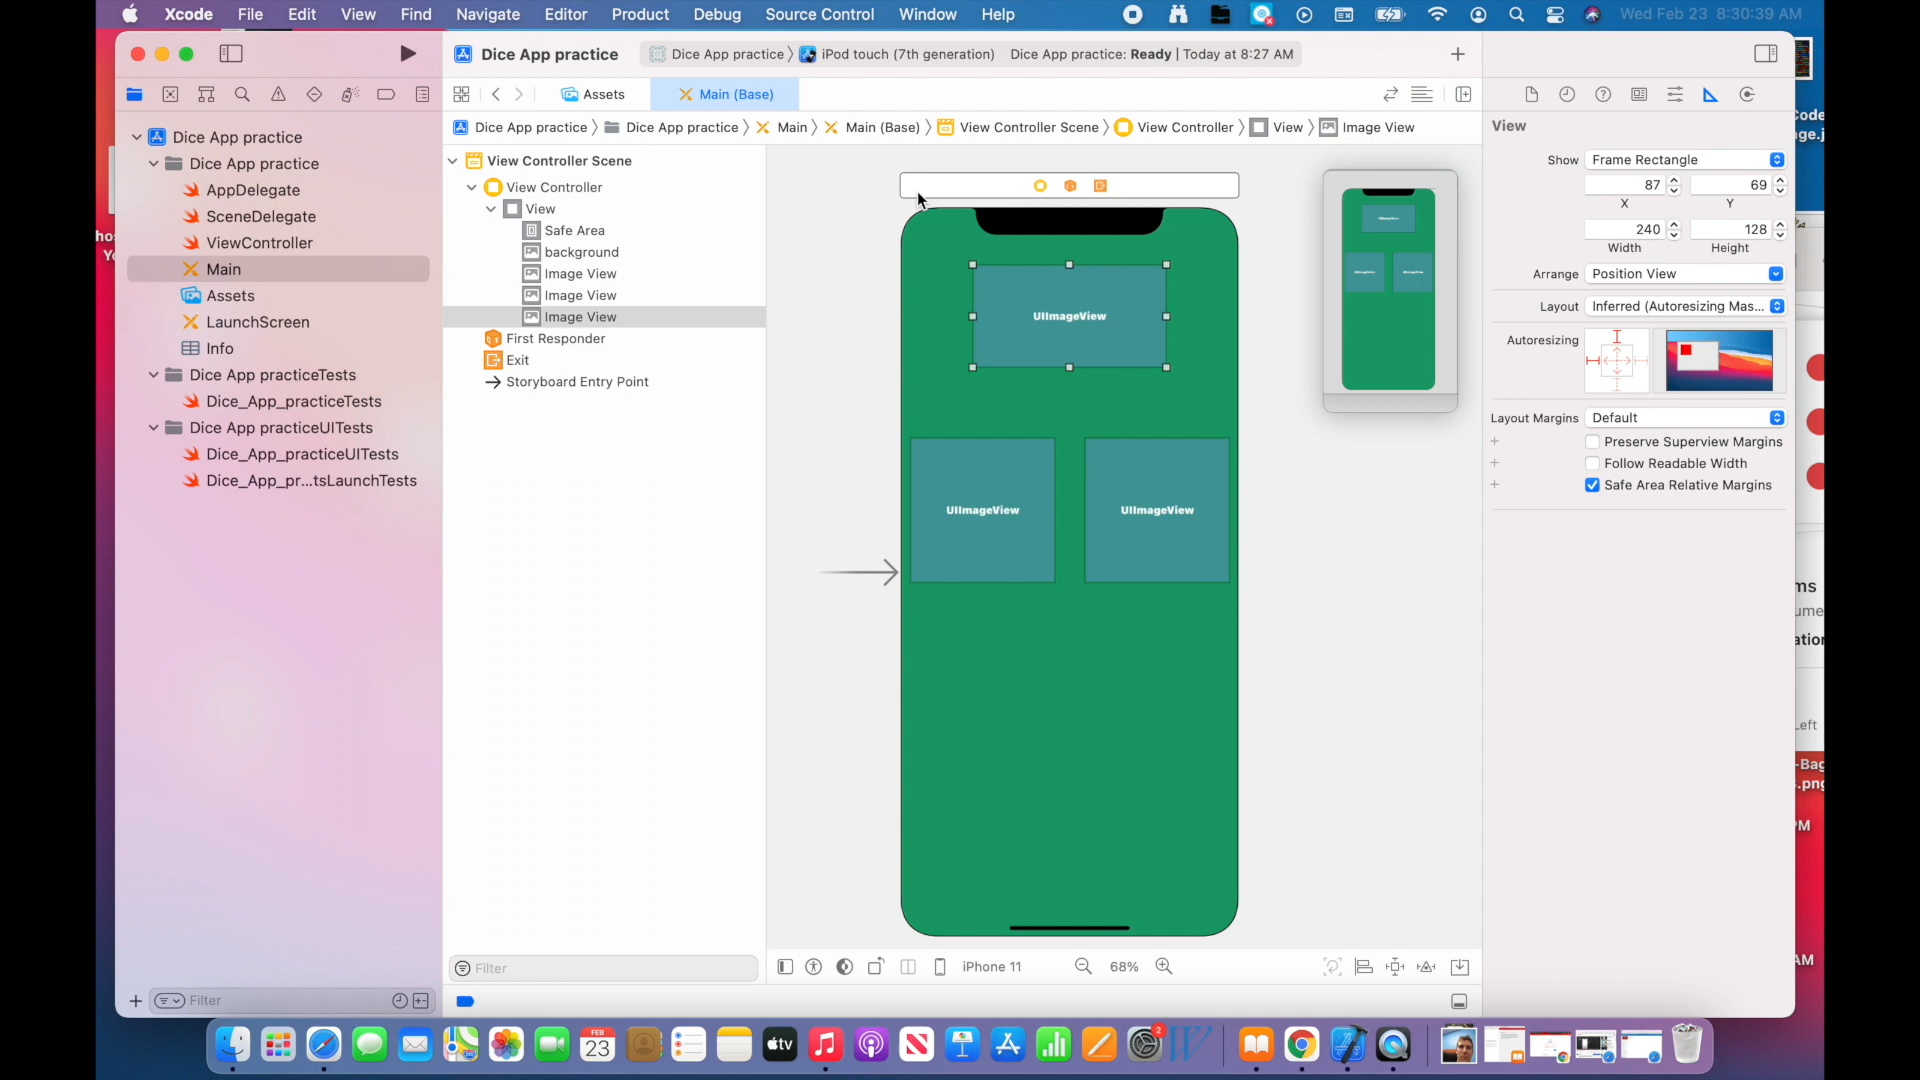 Xcode File Edit View Find Navigate Editor Product Debug Source Control Window Help Wed Feb 23 8:30:39 AM
Dice App practice Dice App practice iPod touch (7th generation) Dice App practice: Ready | Today at 8:27 AM
Assets Main (Base)
Dice App practice Dice App practice Main Main (Base) View Controller Scene View Controller View Image View
Dice App practice
Dice App practice
AppDelegate
SceneDelegate
ViewController
Main
Assets
LaunchScreen
Info
Dice App practiceTests
Dice_App_practiceTests
Dice App practiceUITests
Dice_App_practiceUITests
Dice_App_pr...tsLaunchTests
Filter
View Controller Scene
View Controller
View
Safe Area
background
Image View
Image View
Image View
First Responder
Exit
Storyboard Entry Point
Filter
UIImageView
UIImageView UIImageView
iPhone 11 68%
View
Show Frame Rectangle
87 69
X Y
240 128
Width Height
Arrange Position View
Layout Inferred (Autoresizing Mas...
Autoresizing
Layout Margins Default
Preserve Superview Margins
Follow Readable Width
Safe Area Relative Margins
FEB
23
tv
2